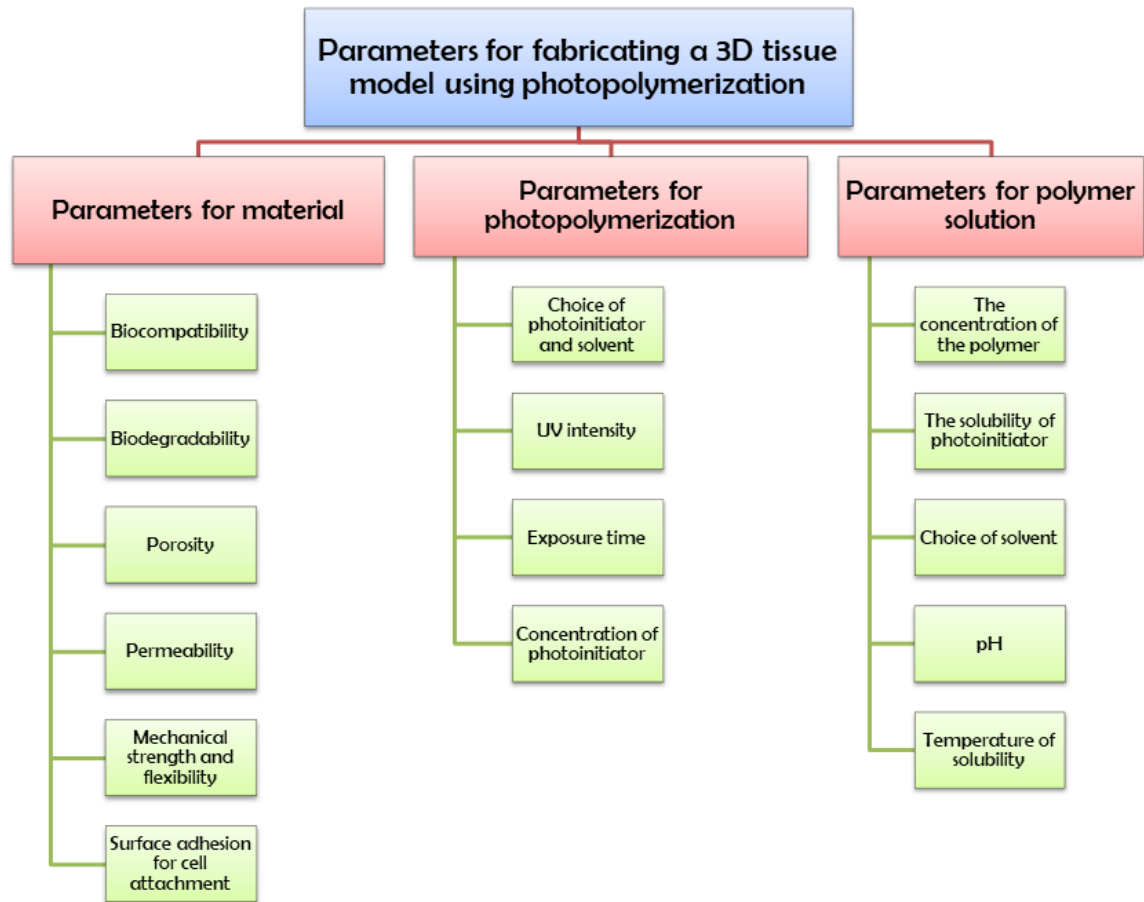 Parameters for fabricating a 3D tissue
model using photopolymerization
Parameters for material
Biocompatibility
Biodegradability
Porosity
Permeability
Mechanical
strength and
flexibility
Surface adhesion
for cell
attachment
Parameters for
photopolymerization
Choice of
photoinitiator
and solvent
UV intensity
Exposure time
Concentration of
photoinitiator
Parameters for polymer
solution
The
concentration of
the polymer
The solubility of
photoinitiator
Choice of solvent
pH
Temperature of
solubility